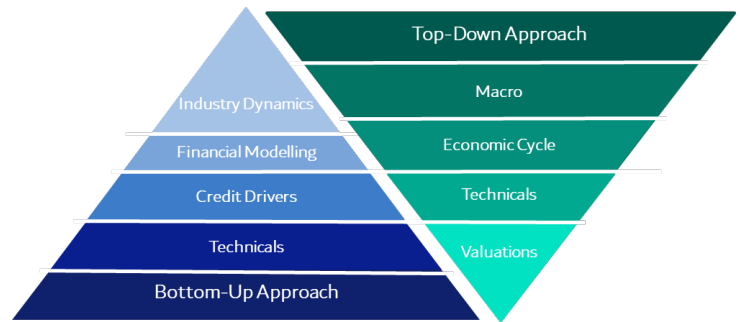 Industry Dynamics
Financial Modelling
Credit Drivers
Technicals
Bottom-Up Approach
Top-Down Approach
Macro
Economic Cycle
Technicals
Valuations